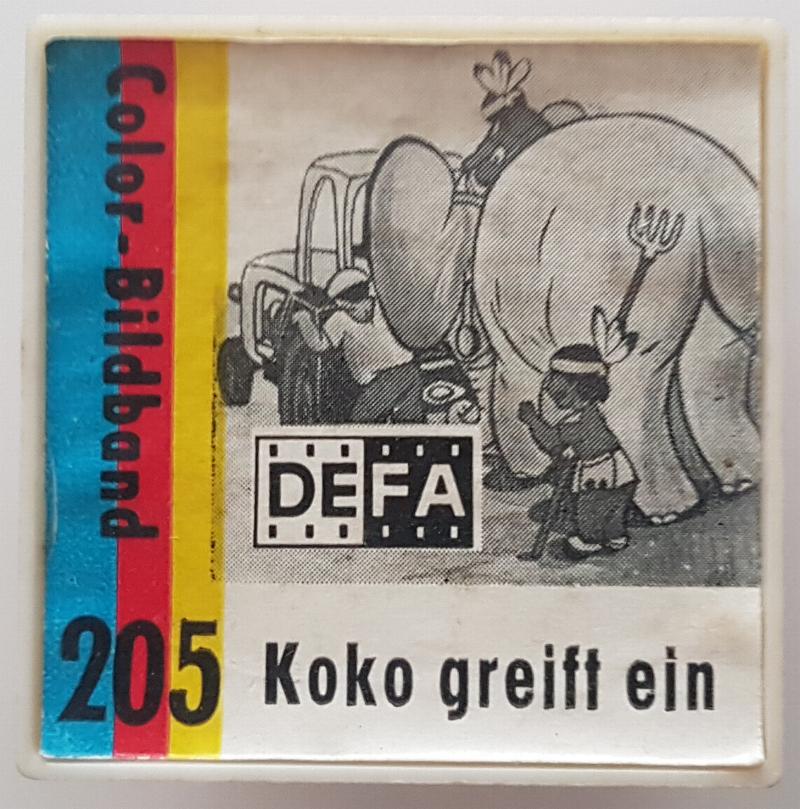 Color-Bildband
DEFA
205
Koko greift ein